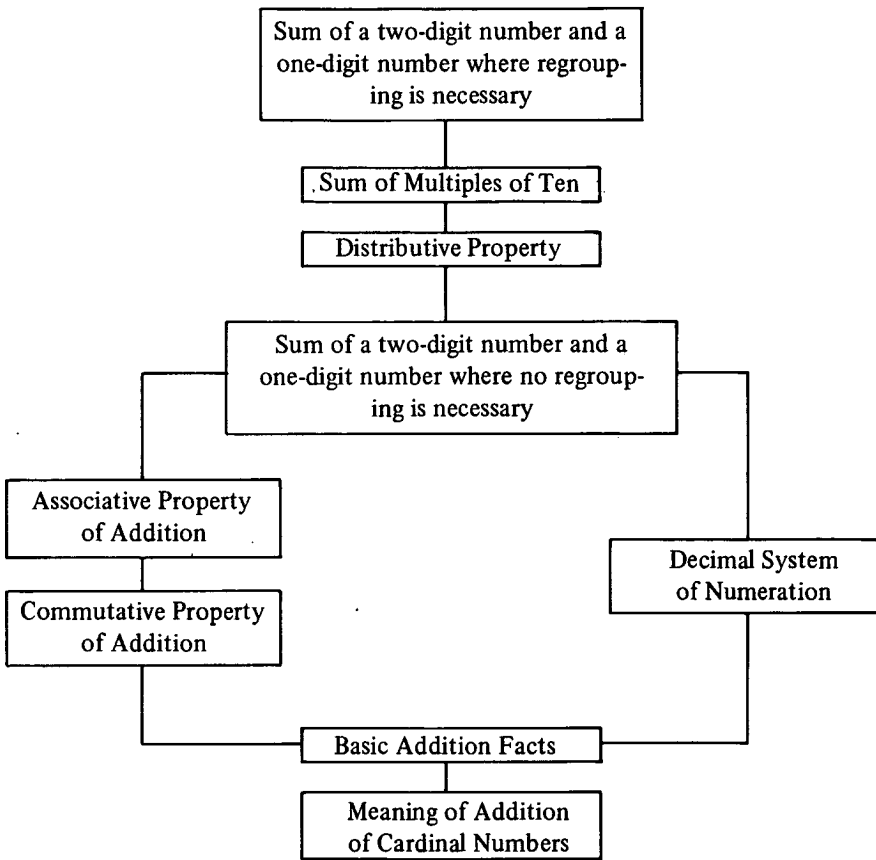 Sum of a two-digit number and a
one-digit number where regroup-
ing is necessary
Sum of Multiples of Ten
Distributive Property
Sum of a two-digit number and a
one-digit number where no regroup-
ing is necessary
Associative Property
of Addition
Decimal System
of Numeration
Commutative Property
of Addition
Basic Addition Facts
Meaning of Addition
of Cardinal Numbers